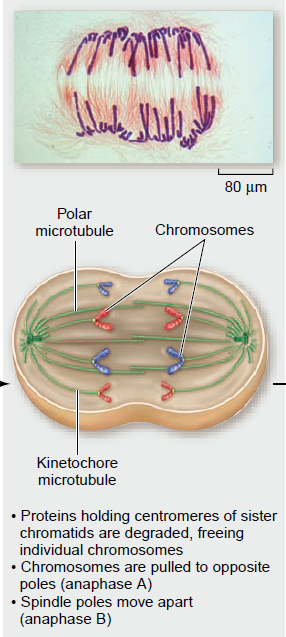 80 μm
Polar
microtubule
Chromosomes
Kinetochore
microtubule
• Proteins holding centromeres of sister
chromatids are degraded, freeing
individual chromosomes
• Chromosomes are pulled to opposite
poles (anaphase A)
• Spindle poles move apart
(anaphase B)